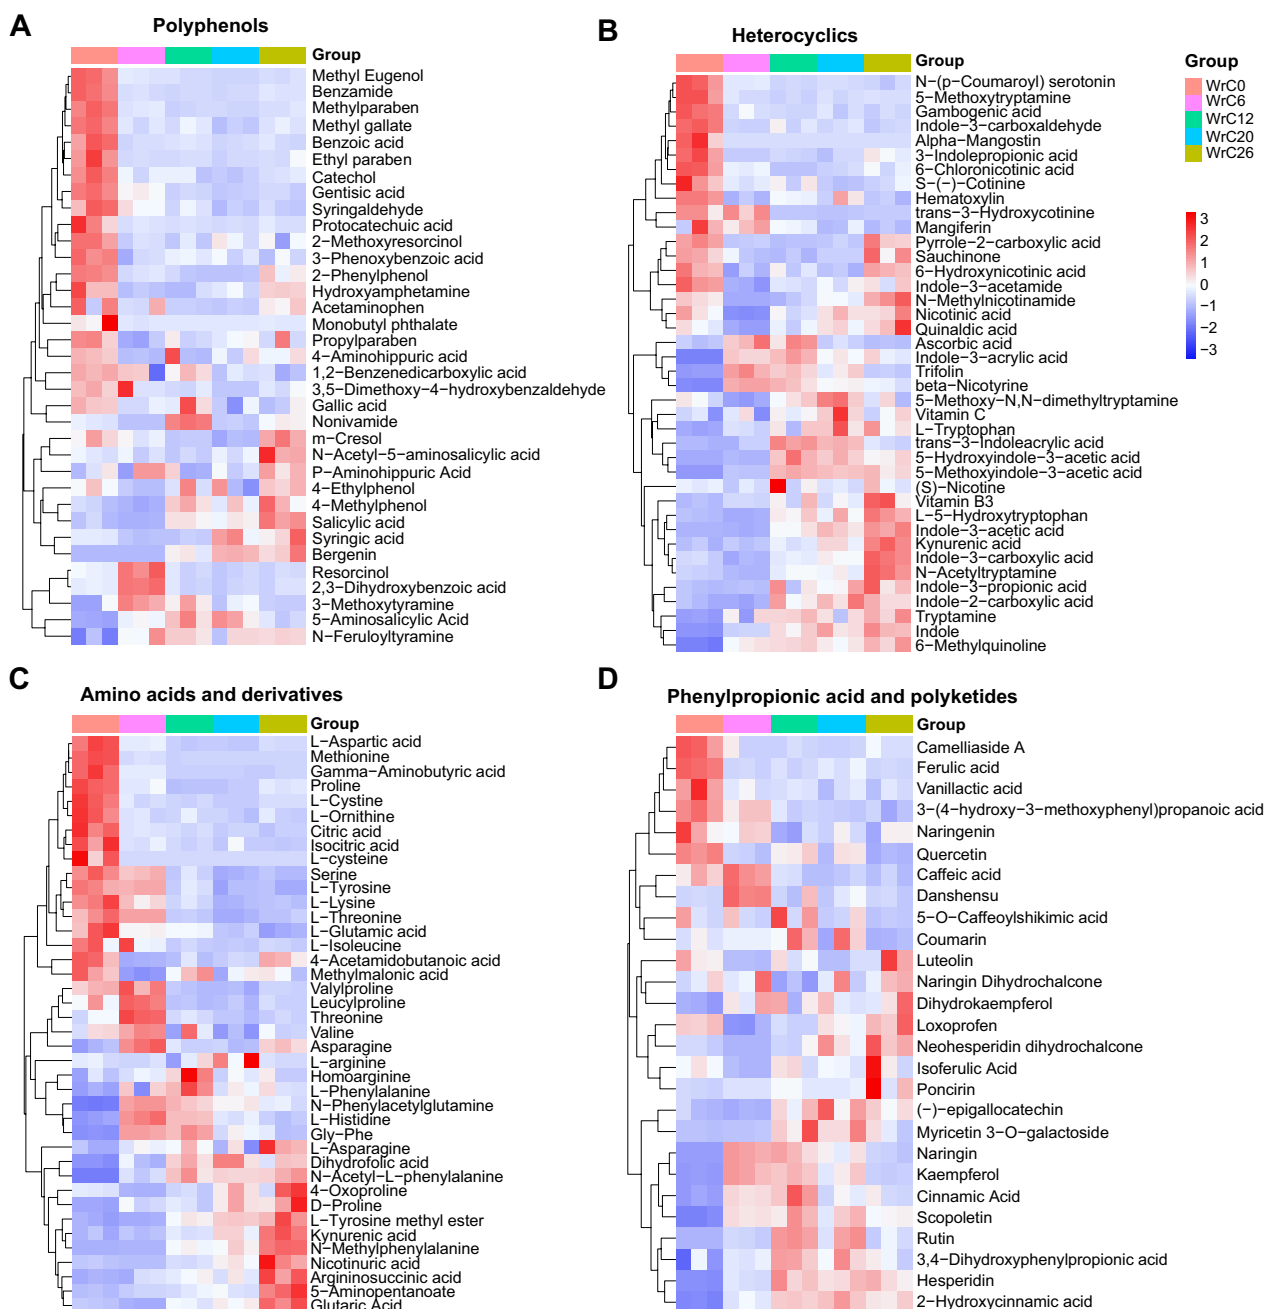 A
Polyphenols
Group
Methyl Eugenol
Benzamide
Methylparaben
Methyl gallate
Benzoic acid
Ethyl paraben
Catechol
Gentisic acid
Syringaldehyde
Protocatechuic acid
2−Methoxyresorcinol
3−Phenoxybenzoic acid
2−Phenylphenol
Hydroxyamphetamine
Acetaminophen
Monobutyl phthalate
Propylparaben
4−Aminohippuric acid
1,2−Benzenedicarboxylic acid
3,5−Dimethoxy−4−hydroxybenzaldehyde
Gallic acid
Nonivamide
m−Cresol
N−Acetyl−5−aminosalicylic acid
P−Aminohippuric Acid
4−Ethylphenol
4−Methylphenol
Salicylic acid
Syringic acid
Bergenin
Resorcinol
2,3−Dihydroxybenzoic acid
3−Methoxytyramine
5−Aminosalicylic Acid
N−Feruloyltyramine
B
Heterocyclics
Group
N−(p−Coumaroyl) serotonin
5−Methoxytryptamine
Gambogenic acid
Indole−3−carboxaldehyde
Alpha−Mangostin
3−Indolepropionic acid
6−Chloronicotinic acid
S−(−)−Cotinine
Hematoxylin
trans−3−Hydroxycotinine
Mangiferin
Pyrrole−2−carboxylic acid
Sauchinone
6−Hydroxynicotinic acid
Indole−3−acetamide
N−Methylnicotinamide
Nicotinic acid
Quinaldic acid
Ascorbic acid
Indole−3−acrylic acid
Trifolin
beta−Nicotyrine
5−Methoxy−N,N−dimethyltryptamine
Vitamin C
L−Tryptophan
trans−3−Indoleacrylic acid
5−Hydroxyindole−3−acetic acid
5−Methoxyindole−3−acetic acid
(S)−Nicotine
Vitamin B3
L−5−Hydroxytryptophan
Indole−3−acetic acid
Kynurenic acid
Indole−3−carboxylic acid
N−Acetyltryptamine
Indole−3−propionic acid
Indole−2−carboxylic acid
Tryptamine
Indole
6−Methylquinoline
Group
WrC0
WrC6
WrC12
WrC20
WrC26
3
2
1
0
−1
−2
−3
C
Amino acids and derivatives
Group
L−Aspartic acid
Methionine
Gamma−Aminobutyric acid
Proline
L−Cystine
L−Ornithine
Citric acid
Isocitric acid
L−cysteine
Serine
L−Tyrosine
L−Lysine
L−Threonine
L−Glutamic acid
L−Isoleucine
4−Acetamidobutanoic acid
Methylmalonic acid
Valylproline
Leucylproline
Threonine
Valine
Asparagine
L−arginine
Homoarginine
L−Phenylalanine
N−Phenylacetylglutamine
L−Histidine
Gly−Phe
L−Asparagine
Dihydrofolic acid
N−Acetyl−L−phenylalanine
4−Oxoproline
D−Proline
L−Tyrosine methyl ester
Kynurenic acid
N−Methylphenylalanine
Nicotinuric acid
Argininosuccinic acid
5−Aminopentanoate
Glutaric Acid
D
Phenylpropionic acid and polyketides
Group
Camelliaside A
Ferulic acid
Vanillactic acid
3−(4−hydroxy−3−methoxyphenyl)propanoic acid
Naringenin
Quercetin
Caffeic acid
Danshensu
5−O−Caffeoylshikimic acid
Coumarin
Luteolin
Naringin Dihydrochalcone
Dihydrokaempferol
Loxoprofen
Neohesperidin dihydrochalcone
Isoferulic Acid
Poncirin
(−)−epigallocatechin
Myricetin 3−O−galactoside
Naringin
Kaempferol
Cinnamic Acid
Scopoletin
Rutin
3,4−Dihydroxyphenylpropionic acid
Hesperidin
2−Hydroxycinnamic acid